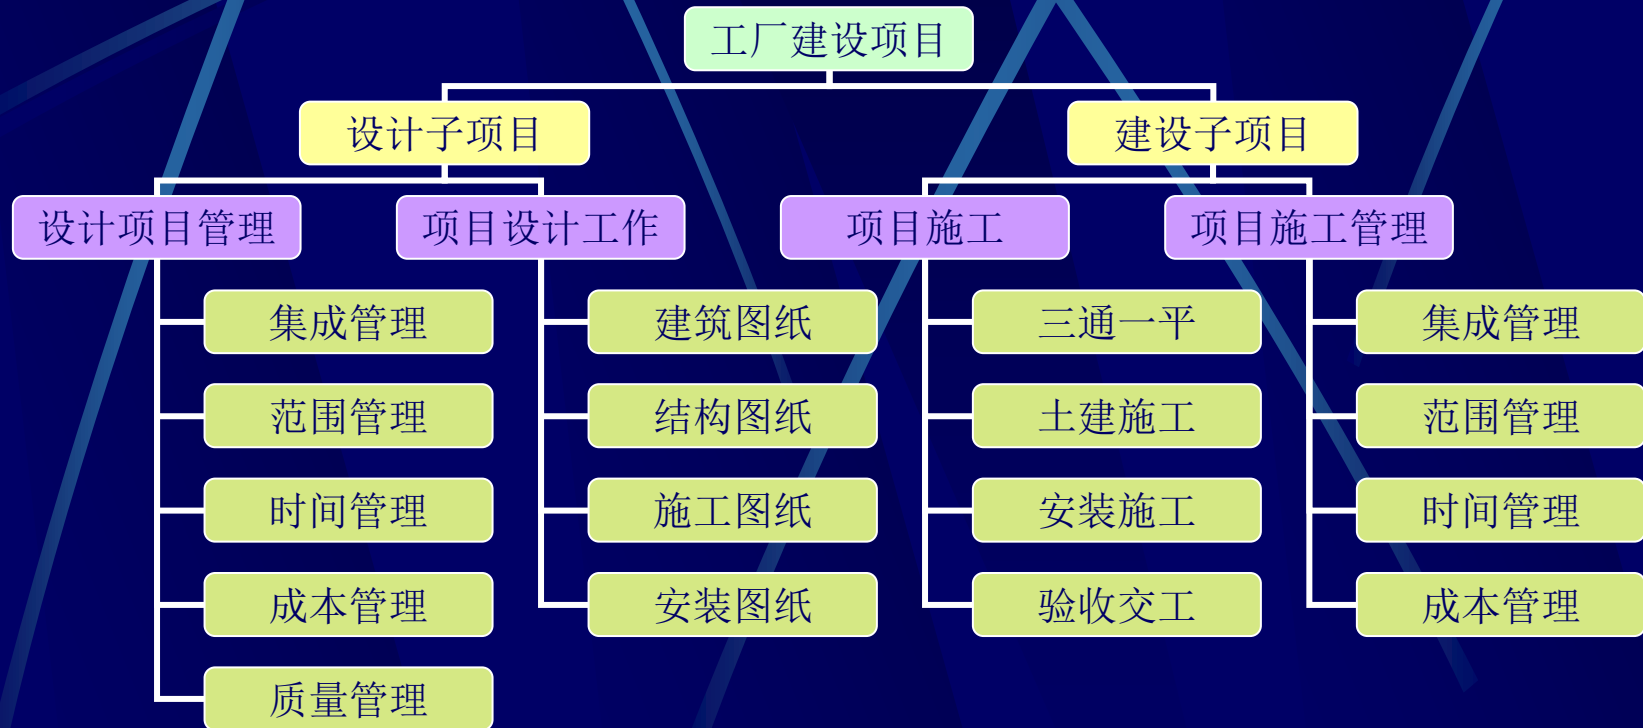 工厂建设项目
设计子项目
建设子项目
设计项目管理
项目设计工作
项目施工
项目施工管理
集成管理
建筑图纸
三通一平
集成管理
范围管理
结构图纸
土建施工
范围管理
时间管理
施工图纸
安装施工
时间管理
成本管理
安装图纸
验收交工
成本管理
质量管理